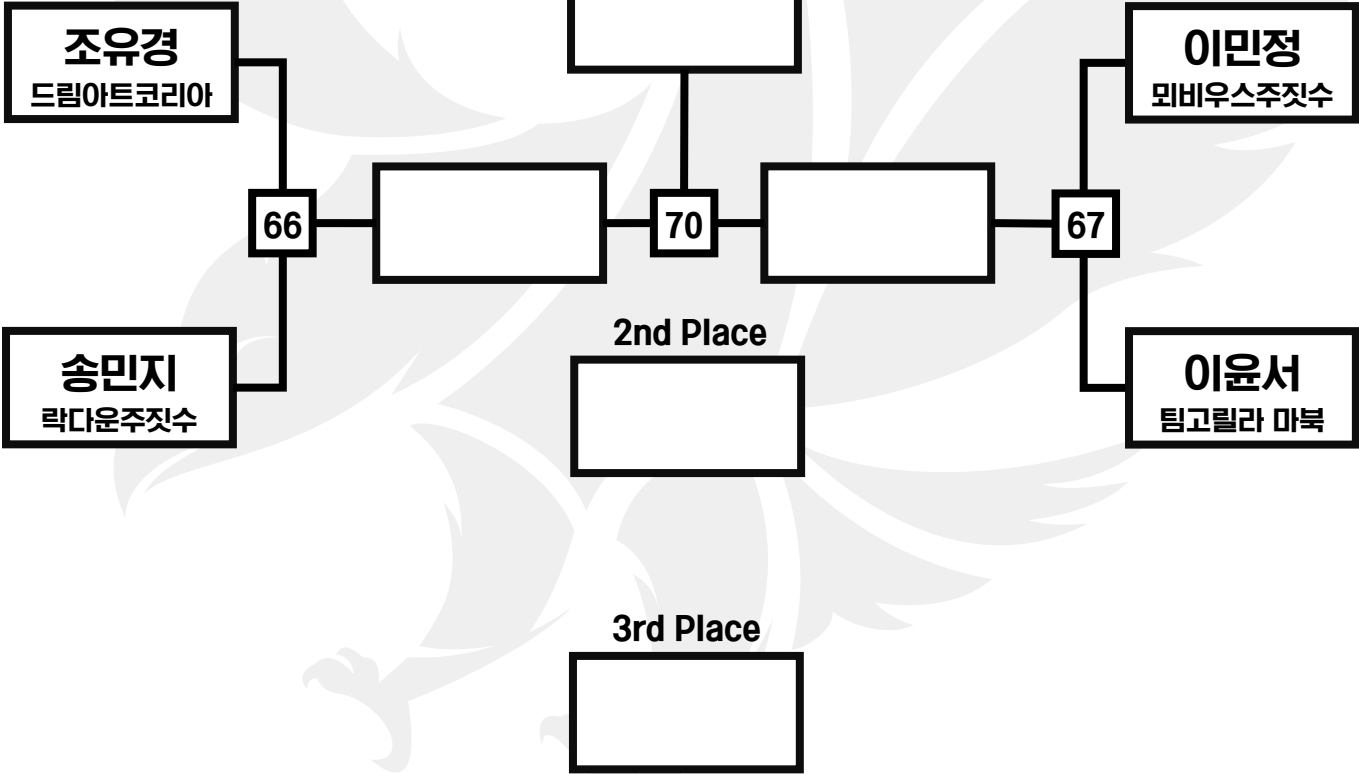 조유경
드림아트코리아
이민정
뫼비우스주짓수
66
70
67
2nd Place
송민지
락다운주짓수
이윤서
팀고릴라 마북
3rd Place